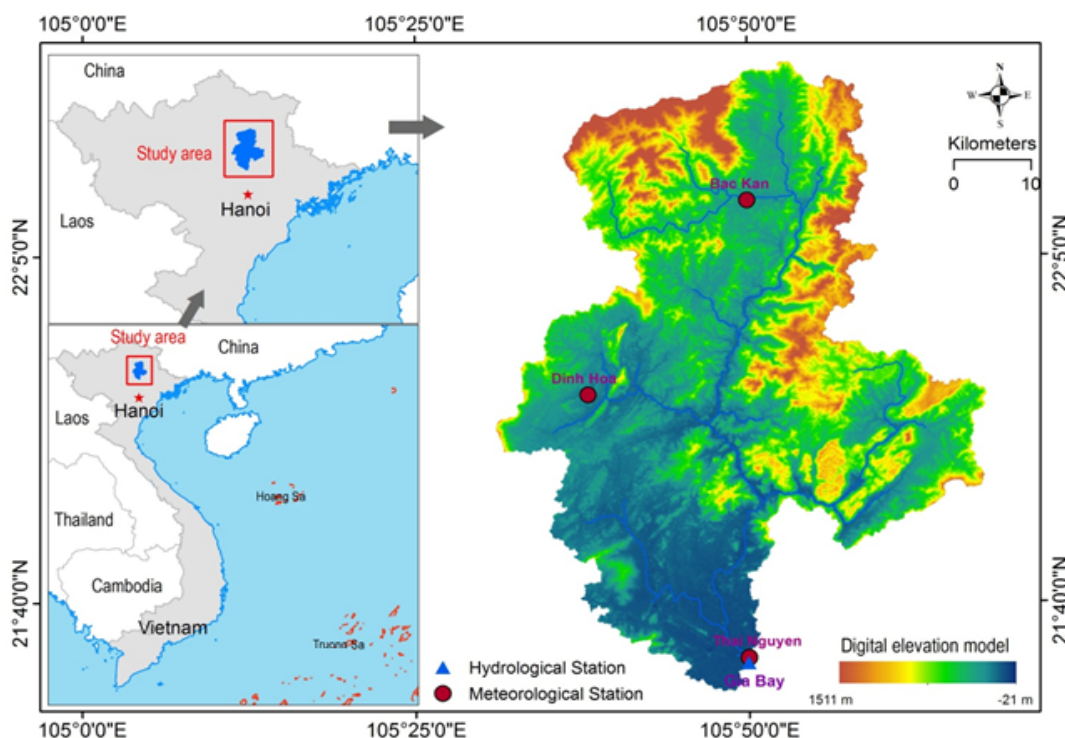 105°0'0"E 105°25'0"E 105°50'0"E
China
Study area
Hanoi
Laos
22°5'0"N
Study area
China
Hanoi
Laos
Hoang Sa
Thailand
Cambodia
Vietnam
Truong Sa
21°40'0"N
N
W E
S
Kilometers
0 10
22°5'0"N
Bac Kan
Dinh Hoa
Thai Nguyen
Gia Bay
21°40'0"N
Hydrological Station
Meteorological Station
Digital elevation model
1511 m -21 m
105°0'0"E 105°25'0"E 105°50'0"E